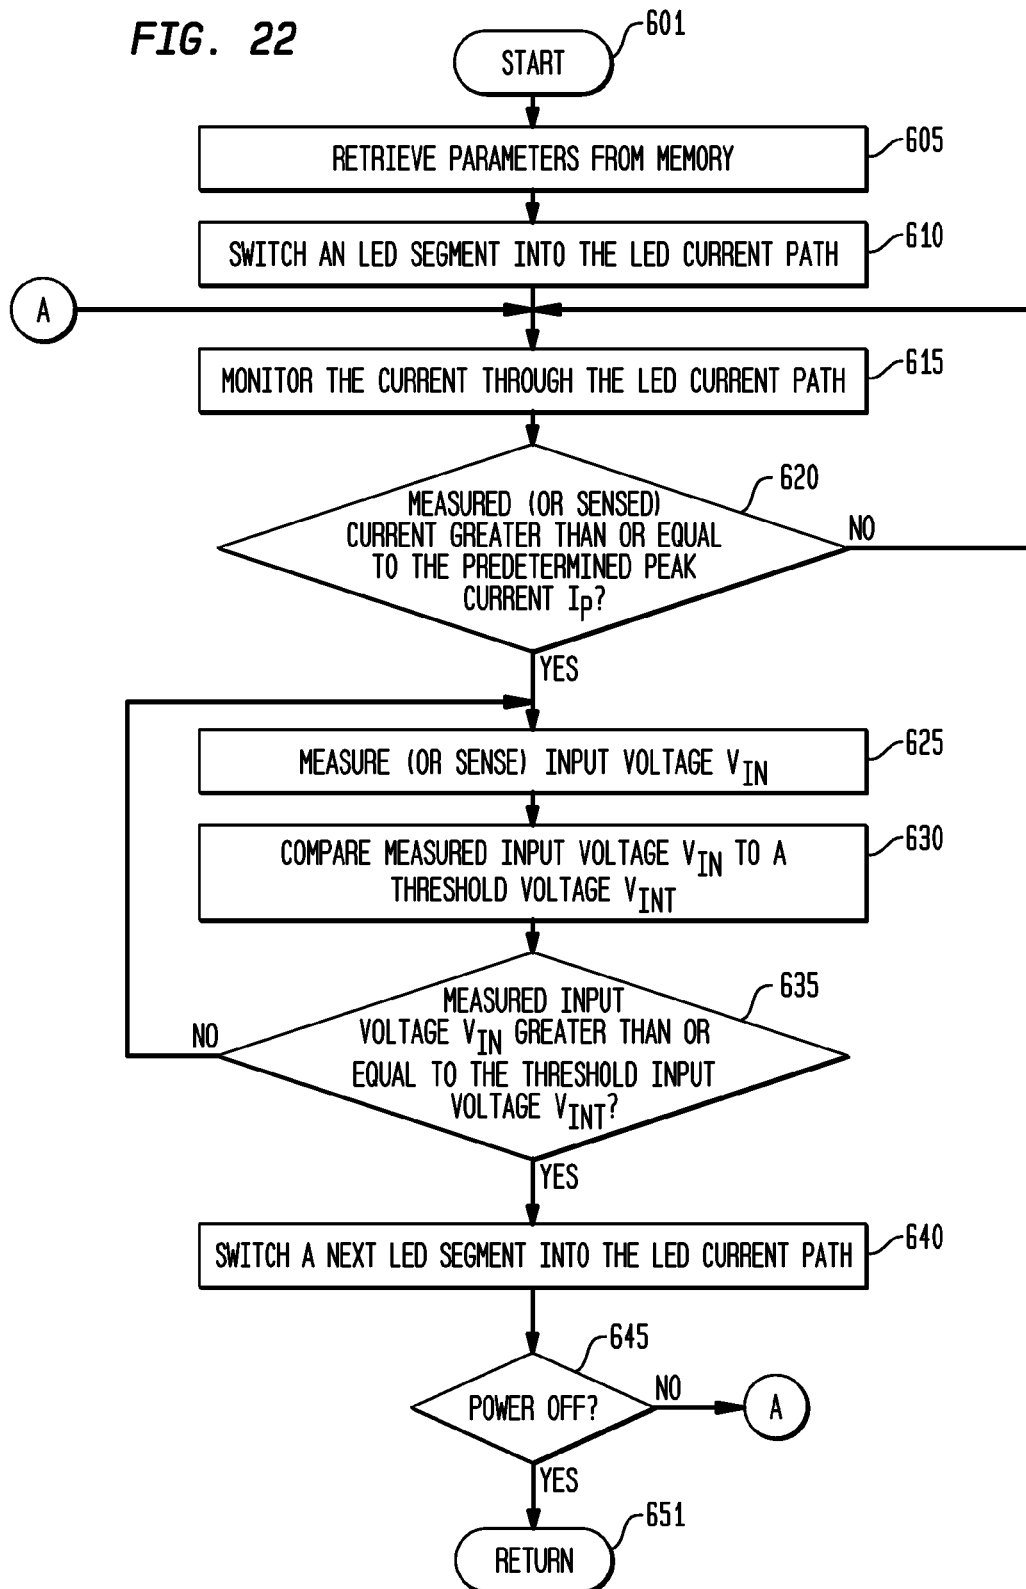 FIG. 22
601
START
605
RETRIEVE PARAMETERS FROM MEMORY
610
SWITCH AN LED SEGMENT INTO THE LED CURRENT PATH
A
615
MONITOR THE CURRENT THROUGH THE LED CURRENT PATH
620
MEASURED (OR SENSED)
CURRENT GREATER THAN OR EQUAL
TO THE PREDETERMINED PEAK
CURRENT Ip?
NO
YES
625
MEASURE (OR SENSE) INPUT VOLTAGE VIN
630
COMPARE MEASURED INPUT VOLTAGE VIN TO A
THRESHOLD VOLTAGE VINT
635
MEASURED INPUT
VOLTAGE VIN GREATER THAN OR
EQUAL TO THE THRESHOLD INPUT
VOLTAGE VINT?
NO
YES
640
SWITCH A NEXT LED SEGMENT INTO THE LED CURRENT PATH
645
POWER OFF?
NO
A
YES
651
RETURN